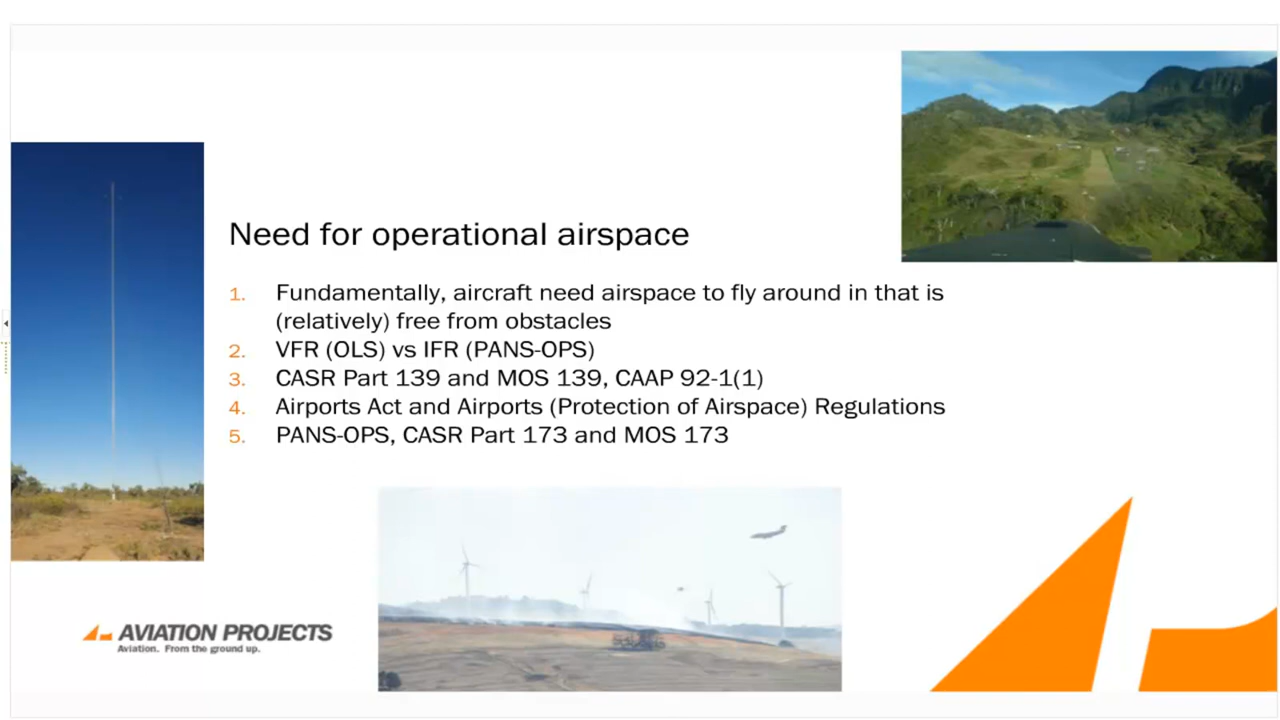 Need for operational airspace
1. Fundamentally, aircraft need airspace to fly around in that is
(relatively) free from obstacles
2. VFR (OLS) vs IFR (PANS-OPS)
3. CASR Part 139 and MOS 139, CAAP 92-1(1)
4. Airports Act and Airports (Protection of Airspace) Regulations
5. PANS-OPS, CASR Part 173 and MOS 173
AVIATION PROJECTS
Aviation. From the ground up.